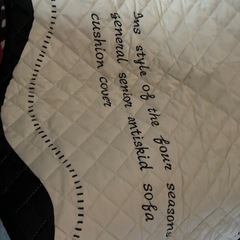 Ins style of the four seasons
general senior antiskid sofa
cushion cover